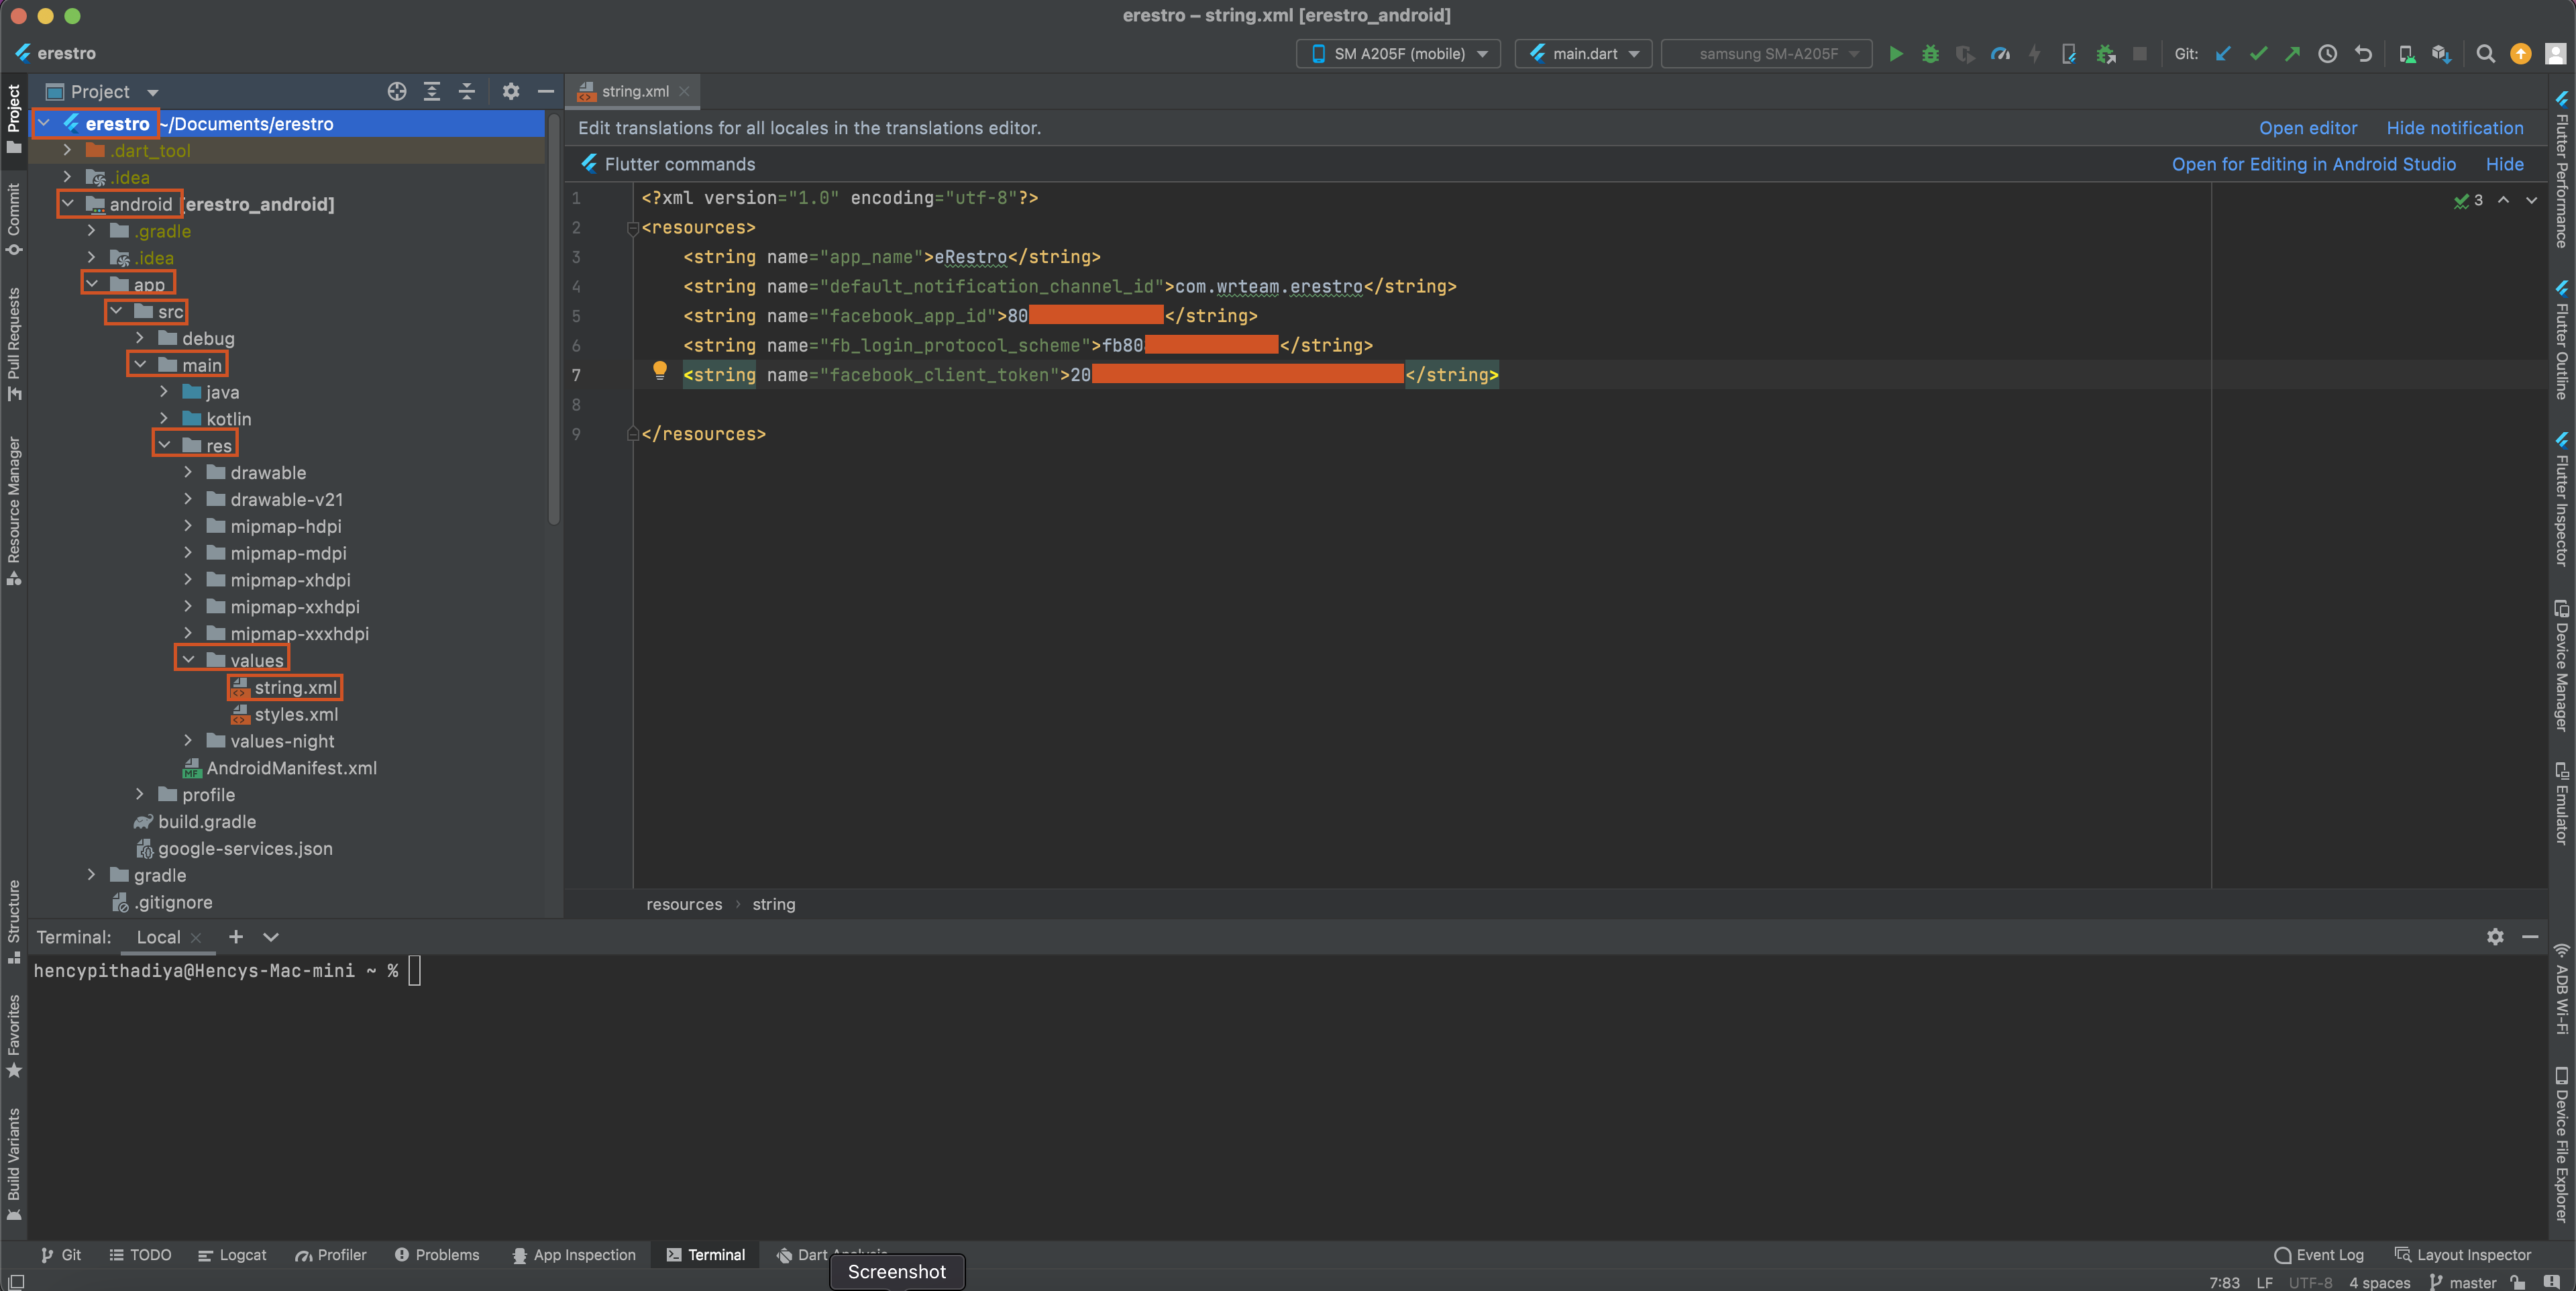 erestro – string.xml [erestro_android]
erestro
SM A205F (mobile)
main.dart
samsung SM-A205F
Git:
Project
string.xml
erestro ~/Documents/erestro
.dart_tool
.idea
android [erestro_android]
.gradle
.idea
app
src
debug
main
java
kotlin
res
drawable
drawable-v21
mipmap-hdpi
mipmap-mdpi
mipmap-xhdpi
mipmap-xxhdpi
mipmap-xxxhdpi
values
string.xml
styles.xml
values-night
AndroidManifest.xml
profile
build.gradle
google-services.json
gradle
.gitignore
Edit translations for all locales in the translations editor.
Open editor
Hide notification
Flutter commands
Open for Editing in Android Studio
Hide
3
1 <?xml version="1.0" encoding="utf-8"?>
2 <resources>
3 <string name="app_name">eRestro</string>
4 <string name="default_notification_channel_id">com.wrteam.erestro</string>
5 <string name="facebook_app_id">80</string>
6 <string name="fb_login_protocol_scheme">fb80</string>
7 <string name="facebook_client_token">20</string>
8
9 </resources>
resources > string
Project
Commit
Pull Requests
Resource Manager
Structure
Favorites
Build Variants
Flutter Performance
Flutter Outline
Flutter Inspector
Device Manager
Emulator
ADB Wi-Fi
Device File Explorer
Terminal:
Local
hencypithadiya@Hencys-Mac-mini ~ %
Git
TODO
Logcat
Profiler
Problems
App Inspection
Terminal
Dart Analysis
Screenshot
Event Log
Layout Inspector
7:83
LF
UTF-8
4 spaces
master